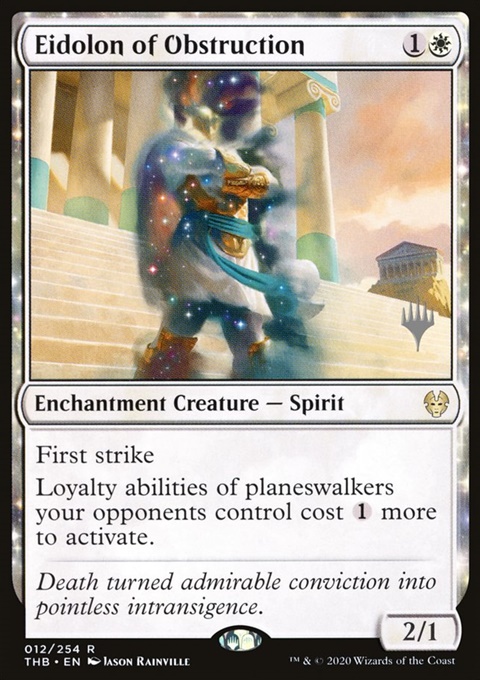 Eidolon of Obstruction 1
Enchantment Creature — Spirit
First strike
Loyalty abilities of planeswalkers
your opponents control cost 1 more
to activate.
Death turned admirable conviction into
pointless intransigence.
2/1
012/254 R
THB • EN Jason Rainville
™ & © 2020 Wizards of the Coast